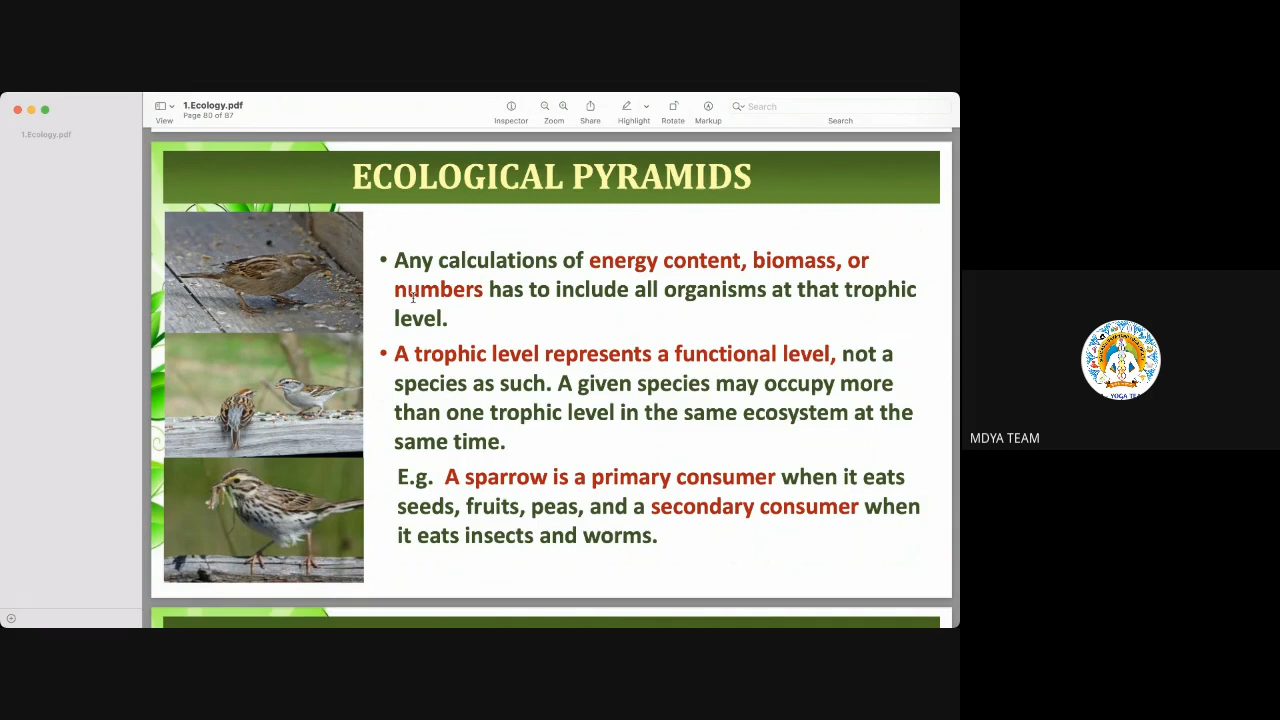 1.Ecology.pdf
Page 80 of 87
View
Inspector
Zoom
Share
Highlight
Rotate
Markup
Search
Search
1.Ecology.pdf
ECOLOGICAL PYRAMIDS
• Any calculations of energy content, biomass, or
numbers has to include all organisms at that trophic
level.
• A trophic level represents a functional level, not a
species as such. A given species may occupy more
than one trophic level in the same ecosystem at the
same time.
E.g. A sparrow is a primary consumer when it eats
seeds, fruits, peas, and a secondary consumer when
it eats insects and worms.
MDYA TEAM